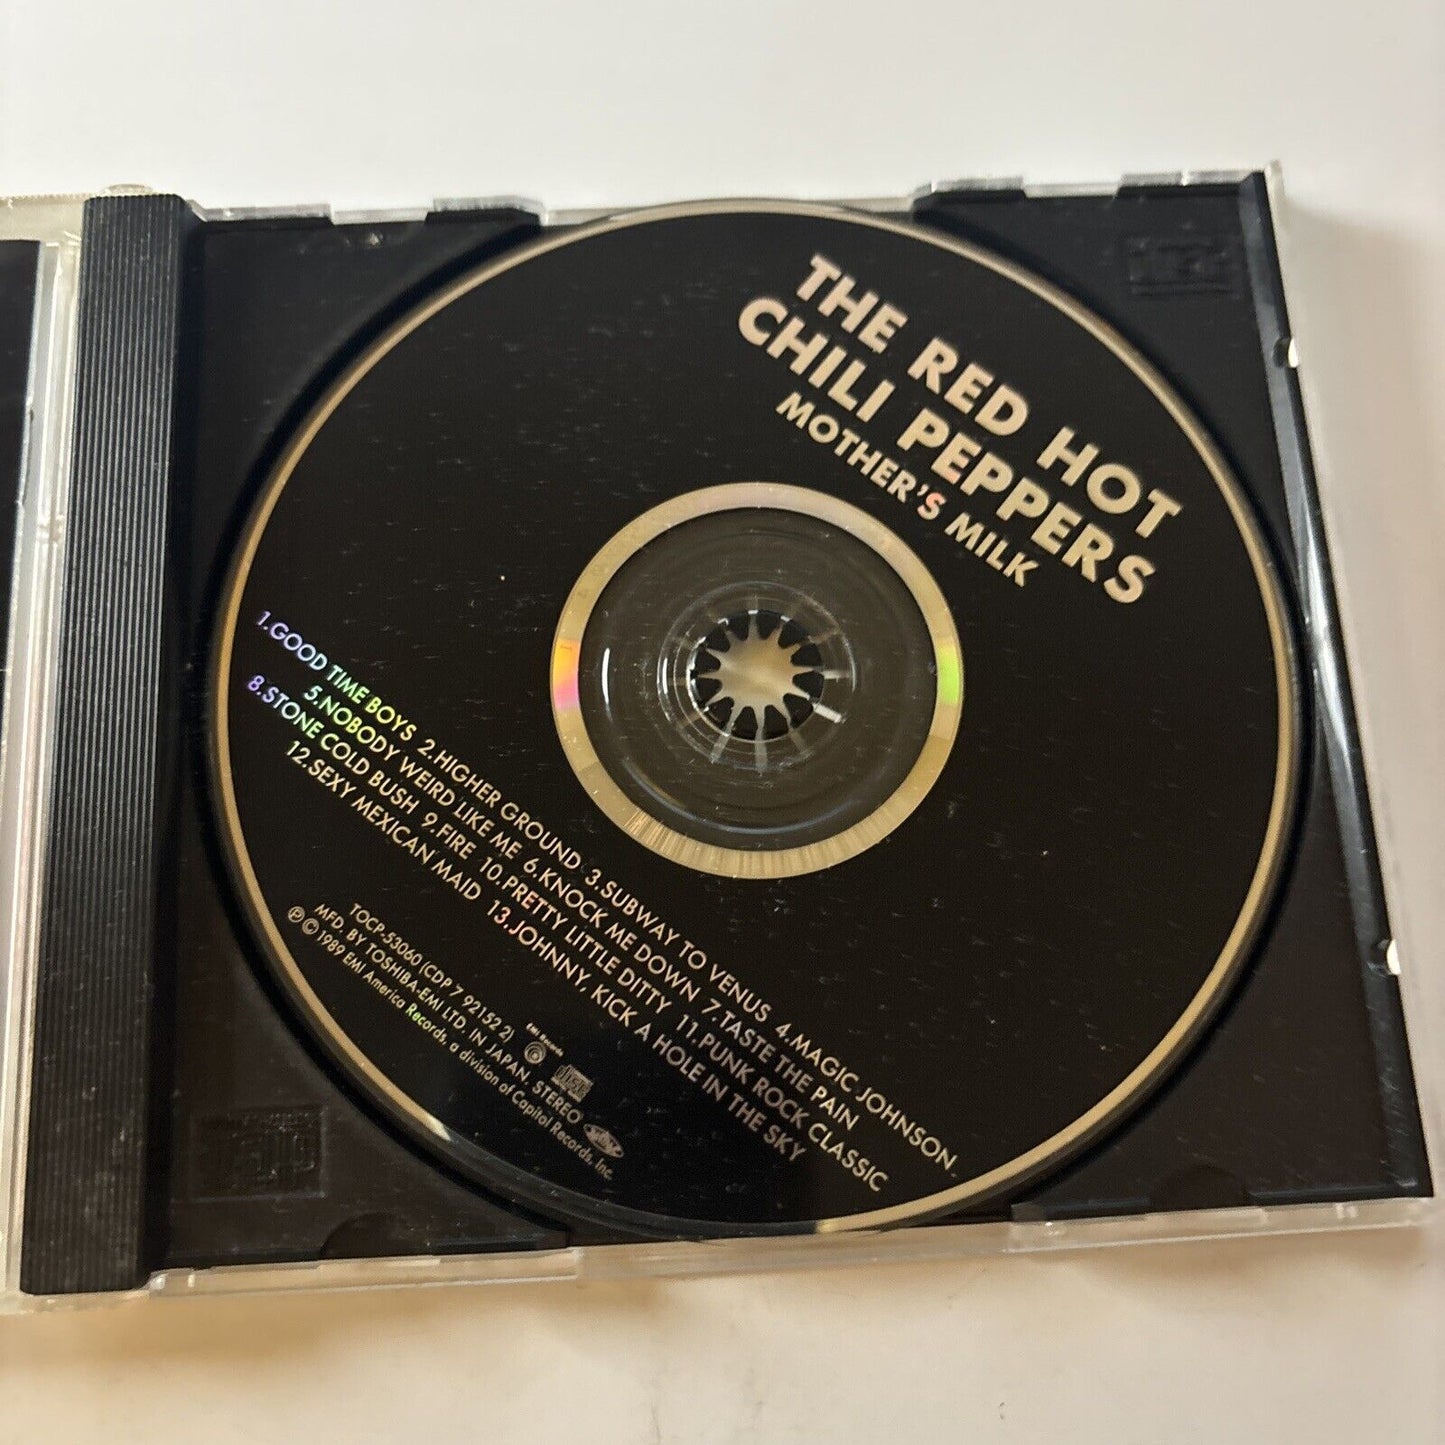 THE RED HOT
CHILI PEPPERS
MOTHER'S MILK
1.GOOD TIME BOYS 2.HIGHER GROUND 3.SUBWAY TO VENUS 4.MAGIC JOHNSON
5.NOBODY WEIRD LIKE ME 6.KNOCK ME DOWN 7.TASTE THE PAIN
8.STONE COLD BUSH 9.FIRE 10.PRETTY LITTLE DITTY 11.PUNK ROCK CLASSIC
12.SEXY MEXICAN MAID 13.JOHNNY, KICK A HOLE IN THE SKY
TOCP-53060 (CDP 7 92152 2)
EMI Records
MFD. BY TOSHIBA-EMI LTD. IN JAPAN. STEREO
℗ © 1989 EMI America Records, a division of Capitol Records, Inc.